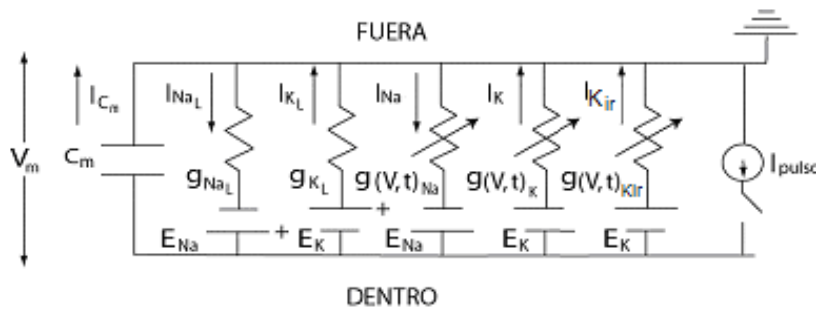 FUERA
I_Cm I_NaL I_KL I_Na I_K I_Kir
V_m C_m I_pulso
g_NaL g_KL g(V,t)_Na g(V,t)_K g(V,t)_KIr
+
E_Na + E_K E_Na E_K E_K
DENTRO